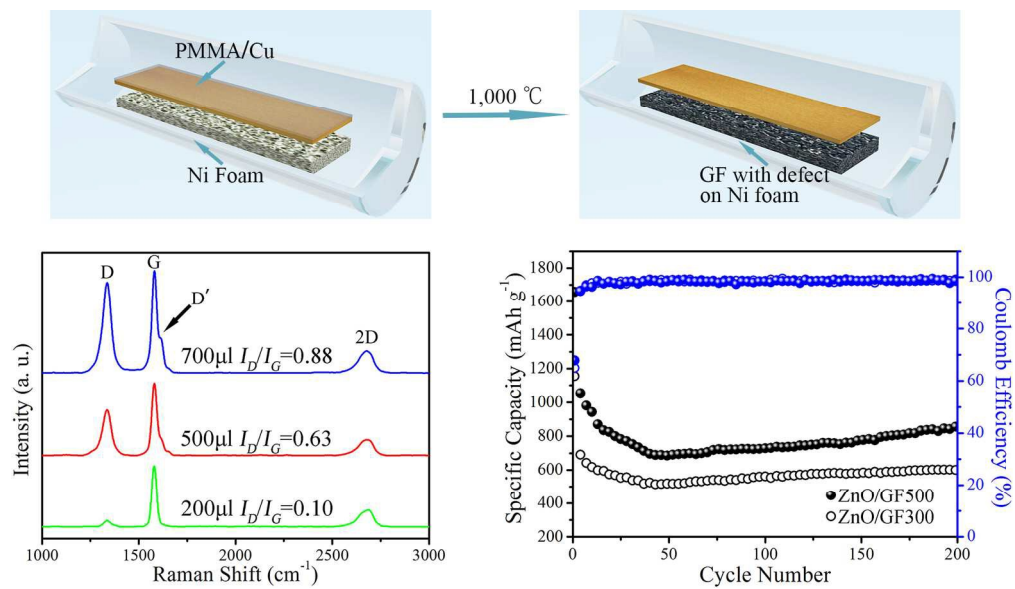 PMMA/Cu
Ni Foam
1,000 ℃
GF with defect
on Ni foam
D
G
D′
2D
700μl I_D/I_G=0.88
500μl I_D/I_G=0.63
200μl I_D/I_G=0.10
Intensity (a. u.)
1000 1500 2000 2500 3000
Raman Shift (cm⁻¹)
Specific Capacity (mAh g⁻¹)
1800
1600
1400
1200
1000
800
600
400
200
ZnO/GF500
ZnO/GF300
0 50 100 150 200
Cycle Number
100
80
60
40
20
0
Coulomb Efficiency (%)